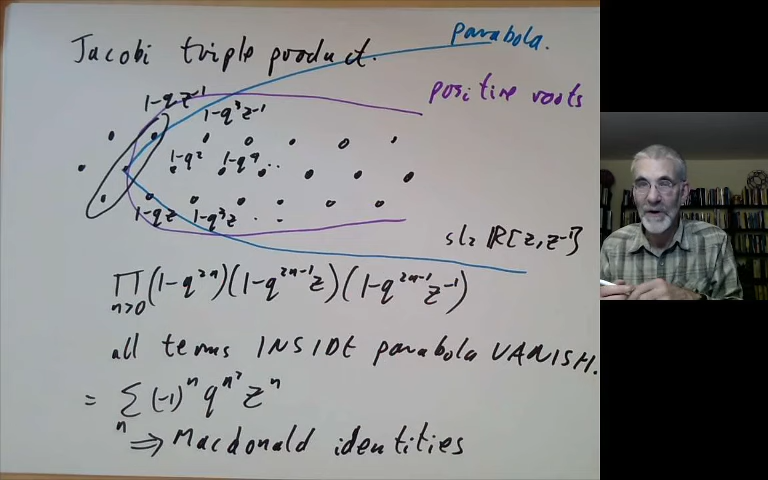 Jacobi triple product.
parabola.
positive roots
1-qz⁻¹
1-q³z⁻¹
1-q² 1-q⁴ ..
1-qz 1-q³z . .
sl₂ ℝ[z,z⁻¹]
∏ₙ>₀ (1-q²ⁿ)(1-q²ⁿ⁻¹z)(1-q²ⁿ⁻¹z⁻¹)
all terms INSIDE parabola VANISH.
= ∑ₙ (-1)ⁿ q^n² zⁿ
⇒ Macdonald identities